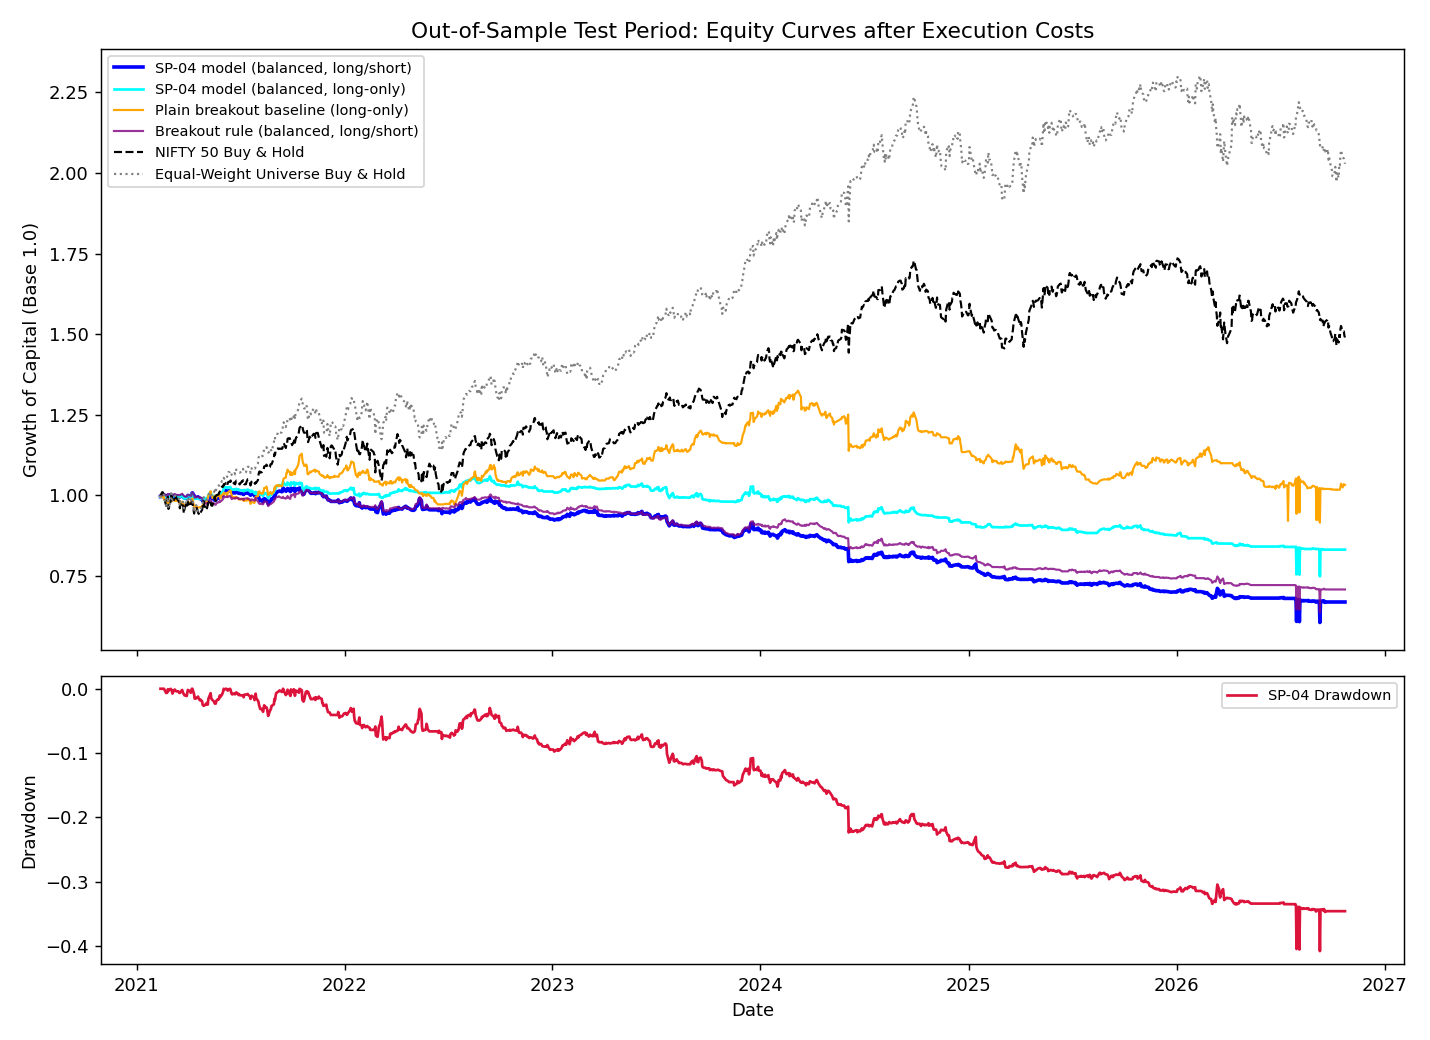 Out-of-Sample Test Period: Equity Curves after Execution Costs
SP-04 model (balanced, long/short)
SP-04 model (balanced, long-only)
Plain breakout baseline (long-only)
Breakout rule (balanced, long/short)
NIFTY 50 Buy & Hold
Equal-Weight Universe Buy & Hold
Growth of Capital (Base 1.0)
2.25
2.00
1.75
1.50
1.25
1.00
0.75
SP-04 Drawdown
Drawdown
0.0
−0.1
−0.2
−0.3
−0.4
2021
2022
2023
2024
2025
2026
2027
Date